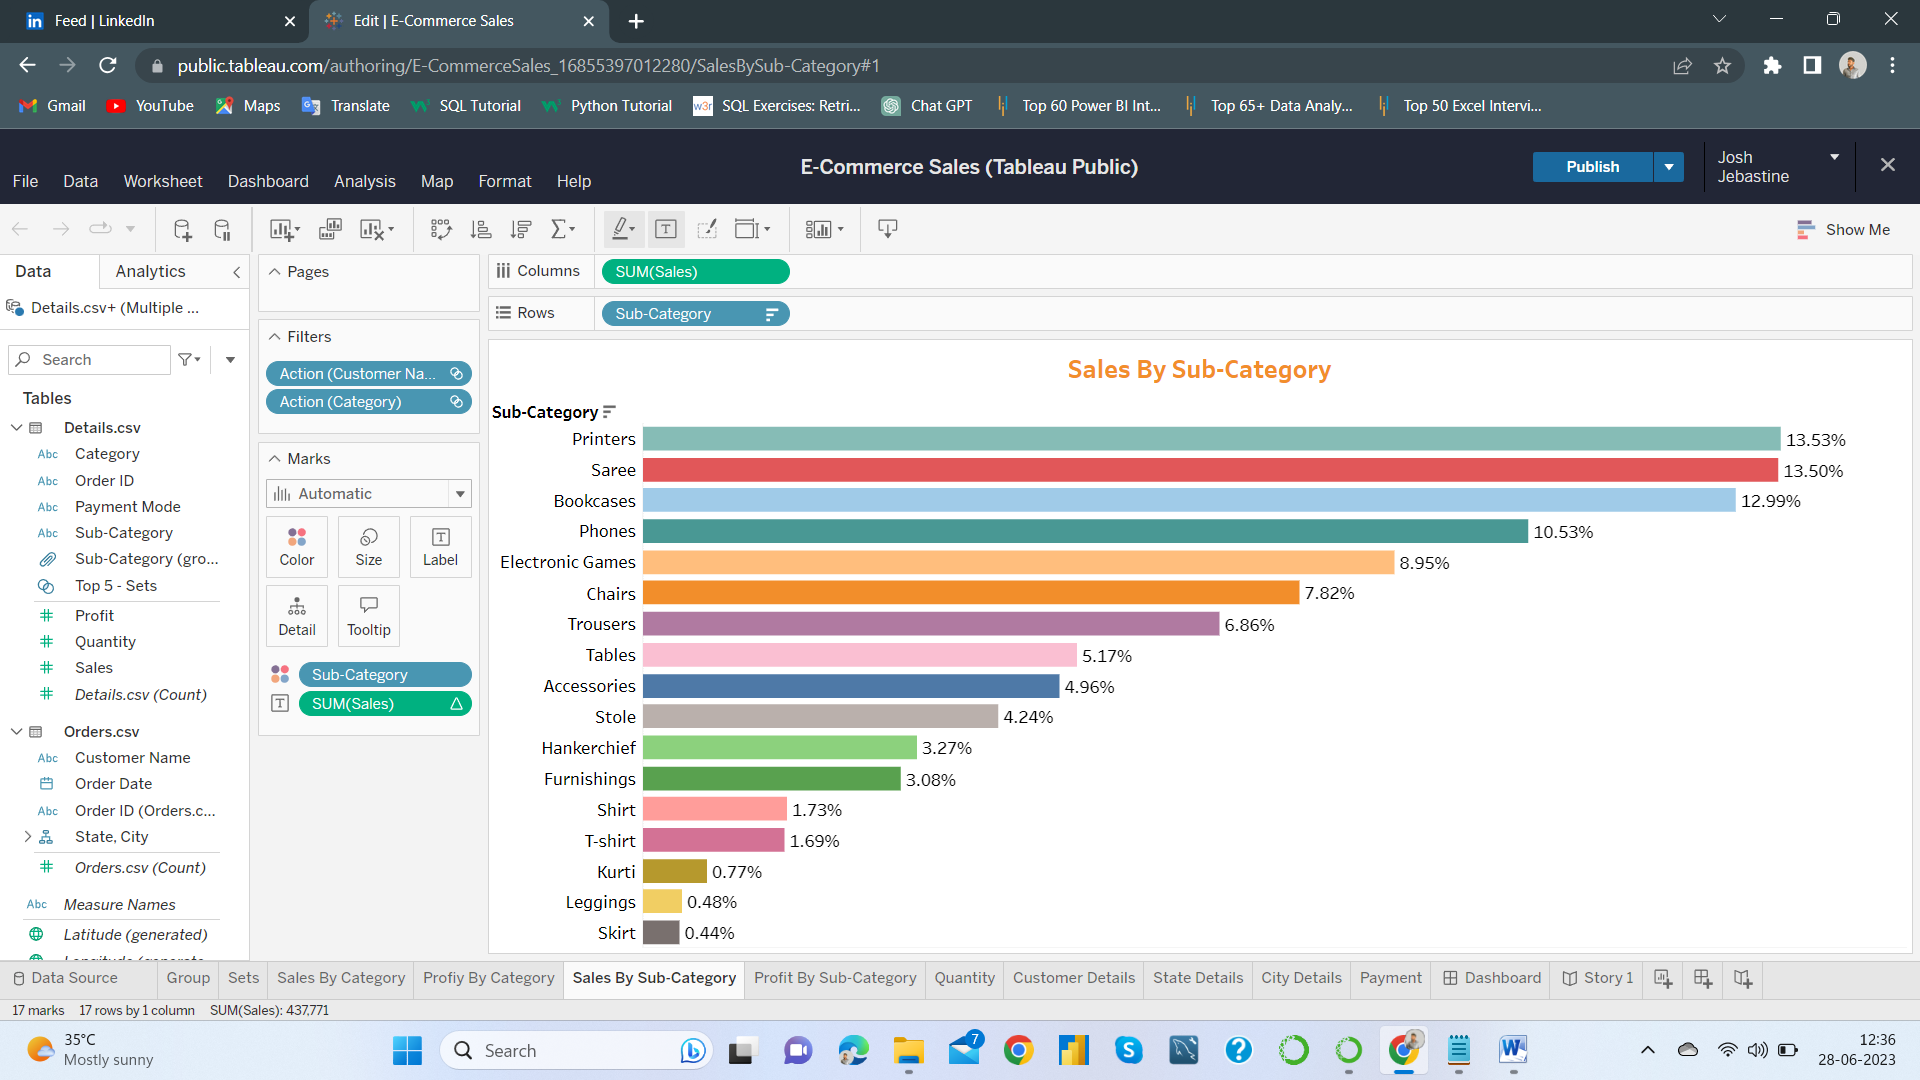 in Feed | LinkedIn
Edit | E-Commerce Sales
public.tableau.com/authoring/E-CommerceSales_16855397012280/SalesBySub-Category#1
Gmail YouTube Maps Translate SQL Tutorial Python Tutorial w3r SQL Exercises: Retri... Chat GPT Top 60 Power BI Int... Top 65+ Data Analy... Top 50 Excel Intervi...
E-Commerce Sales (Tableau Public)
Publish
Josh
Jebastine
File Data Worksheet Dashboard Analysis Map Format Help
Show Me
Data Analytics
Details.csv+ (Multiple ...
Search
Tables
Details.csv
Abc Category
Abc Order ID
Abc Payment Mode
Abc Sub-Category
Sub-Category (gro...
Top 5 - Sets
Profit
Quantity
Sales
Details.csv (Count)
Orders.csv
Abc Customer Name
Order Date
Abc Order ID (Orders.c...
State, City
Orders.csv (Count)
Abc Measure Names
Latitude (generated)
Pages
Filters
Action (Customer Na...
Action (Category)
Marks
Automatic
Color Size Label
Detail Tooltip
Sub-Category
SUM(Sales)
Columns SUM(Sales)
Rows Sub-Category
Sales By Sub-Category
Sub-Category
Printers 13.53%
Saree 13.50%
Bookcases 12.99%
Phones 10.53%
Electronic Games 8.95%
Chairs 7.82%
Trousers 6.86%
Tables 5.17%
Accessories 4.96%
Stole 4.24%
Hankerchief 3.27%
Furnishings 3.08%
Shirt 1.73%
T-shirt 1.69%
Kurti 0.77%
Leggings 0.48%
Skirt 0.44%
Data Source Group Sets Sales By Category Profiy By Category Sales By Sub-Category Profit By Sub-Category Quantity Customer Details State Details City Details Payment Dashboard Story 1
17 marks 17 rows by 1 column SUM(Sales): 437,771
35°C
Mostly sunny
Search
7
12:36
28-06-2023